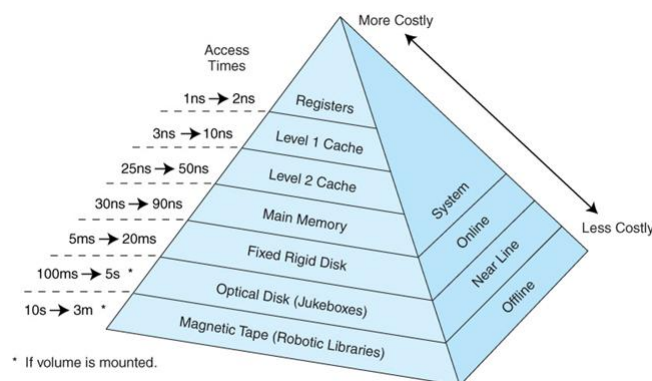 More Costly
Access
Times
1ns → 2ns
Registers
3ns → 10ns
Level 1 Cache
25ns → 50ns
Level 2 Cache
30ns → 90ns
Main Memory
System
5ms → 20ms
Fixed Rigid Disk
Online
Less Costly
100ms → 5s *
Optical Disk (Jukeboxes)
Near Line
10s → 3m *
Magnetic Tape (Robotic Libraries)
Offline
* If volume is mounted.